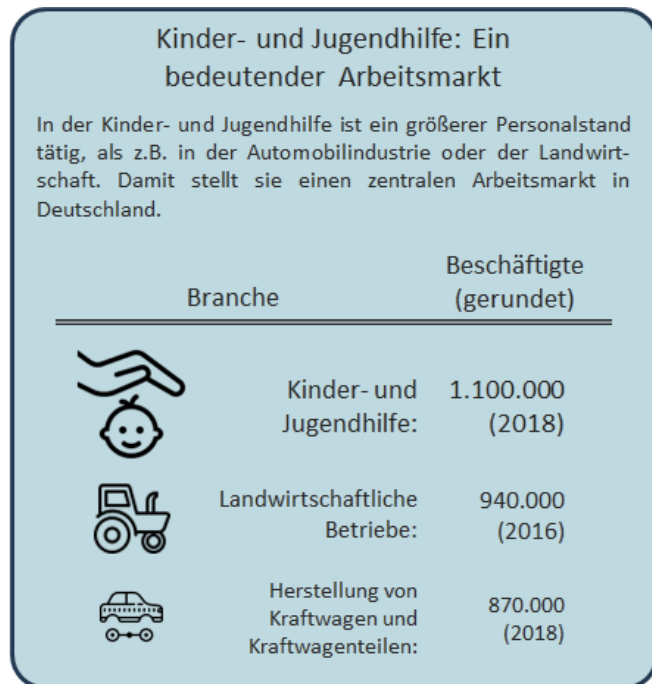 Kinder- und Jugendhilfe: Ein
bedeutender Arbeitsmarkt
In der Kinder- und Jugendhilfe ist ein größerer Personalstand
tätig, als z.B. in der Automobilindustrie oder der Landwirt-
schaft. Damit stellt sie einen zentralen Arbeitsmarkt in
Deutschland.
Branche
Beschäftigte
(gerundet)
Kinder- und
Jugendhilfe:
1.100.000
(2018)
Landwirtschaftliche
Betriebe:
940.000
(2016)
Herstellung von
Kraftwagen und
Kraftwagenteilen:
870.000
(2018)